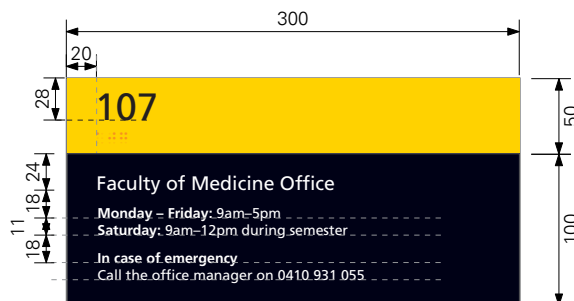 300
20
28
107
50
24
Faculty of Medicine Office
18
Monday – Friday: 9am–5pm
11
Saturday: 9am–12pm during semester
100
18
In case of emergency
Call the office manager on 0410 931 055